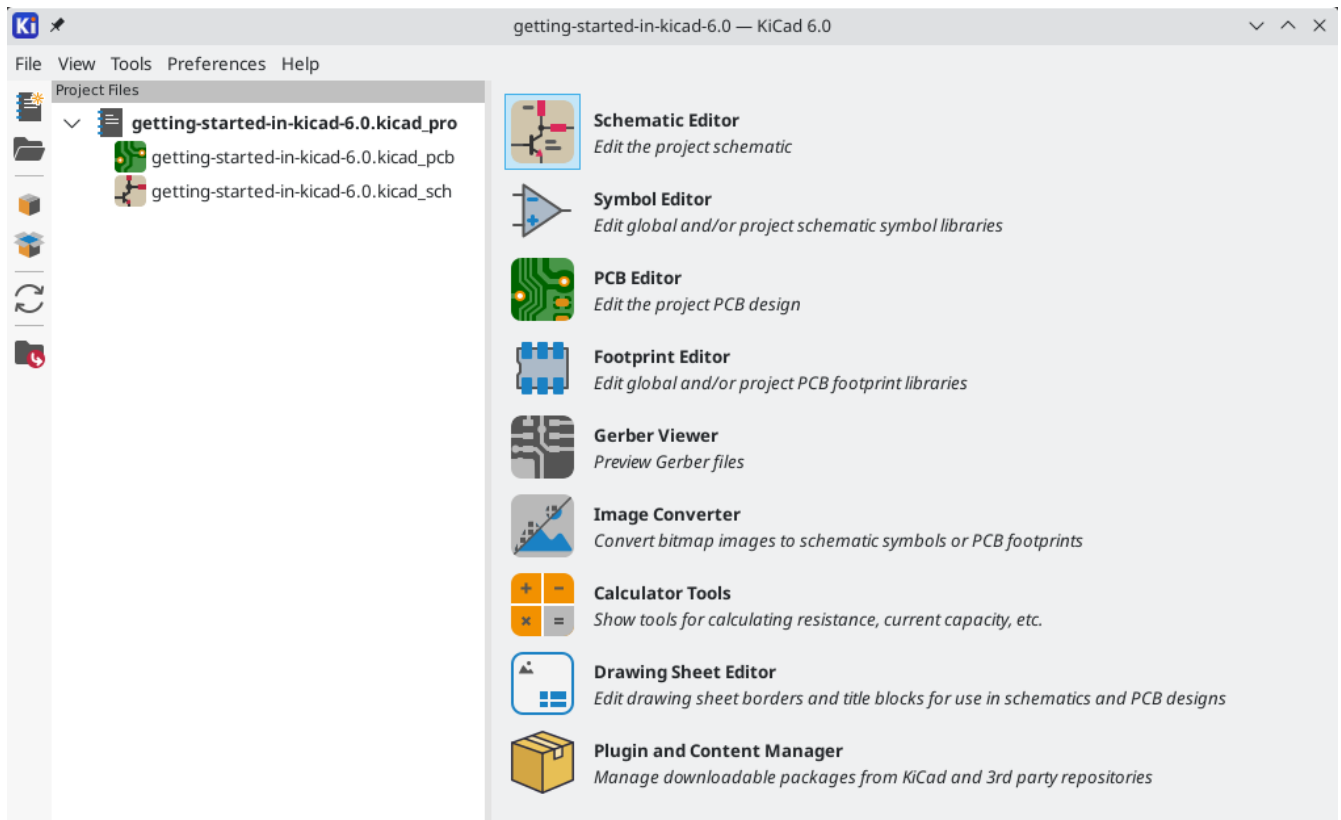 Ki
getting-started-in-kicad-6.0 — KiCad 6.0
File View Tools Preferences Help
Project Files
getting-started-in-kicad-6.0.kicad_pro
getting-started-in-kicad-6.0.kicad_pcb
getting-started-in-kicad-6.0.kicad_sch
Schematic Editor
Edit the project schematic
Symbol Editor
Edit global and/or project schematic symbol libraries
PCB Editor
Edit the project PCB design
Footprint Editor
Edit global and/or project PCB footprint libraries
Gerber Viewer
Preview Gerber files
Image Converter
Convert bitmap images to schematic symbols or PCB footprints
Calculator Tools
Show tools for calculating resistance, current capacity, etc.
Drawing Sheet Editor
Edit drawing sheet borders and title blocks for use in schematics and PCB designs
Plugin and Content Manager
Manage downloadable packages from KiCad and 3rd party repositories